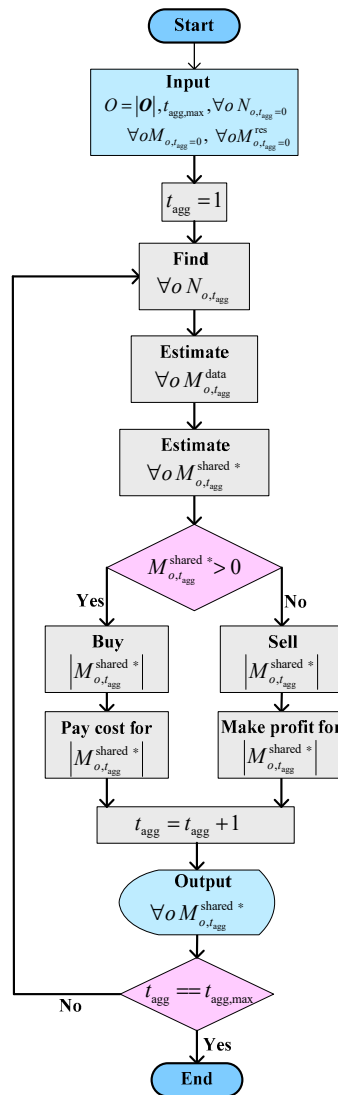 Start
Input
O = |O|, t_agg,max, ∀o N_o,t_agg=0
∀o M_o,t_agg=0, ∀o M^res_o,t_agg=0
t_agg = 1
Find
∀o N_o,t_agg
Estimate
∀o M^data_o,t_agg
Estimate
∀o M^shared *_o,t_agg
M^shared *_o,t_agg > 0
Yes No
Buy
|M^shared *_o,t_agg|
Sell
|M^shared *_o,t_agg|
Pay cost for
|M^shared *_o,t_agg|
Make profit for
|M^shared *_o,t_agg|
t_agg = t_agg + 1
Output
∀o M^shared *_o,t_agg
t_agg == t_agg,max
No
Yes
End